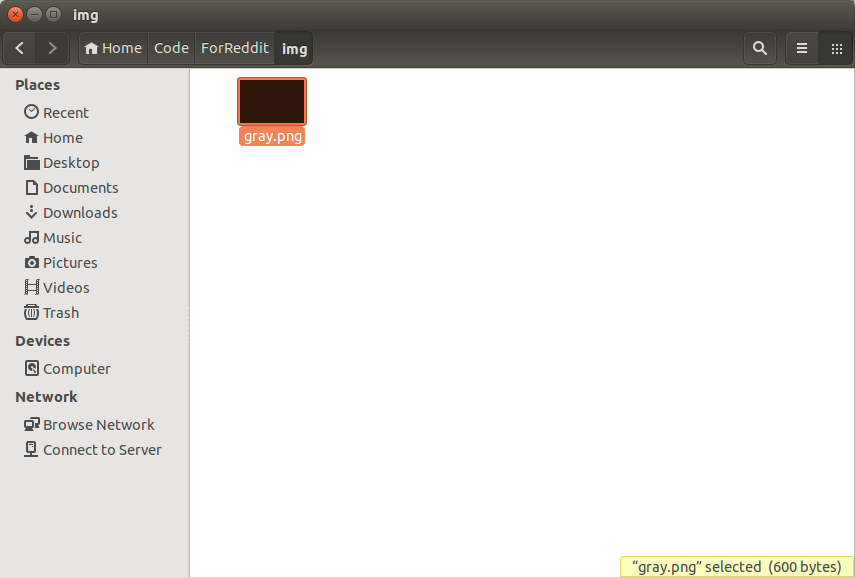 img
Home Code ForReddit img
Places
Recent
Home
Desktop
Documents
Downloads
Music
Pictures
Videos
Trash
Devices
Computer
Network
Browse Network
Connect to Server
gray.png
“gray.png” selected (600 bytes)